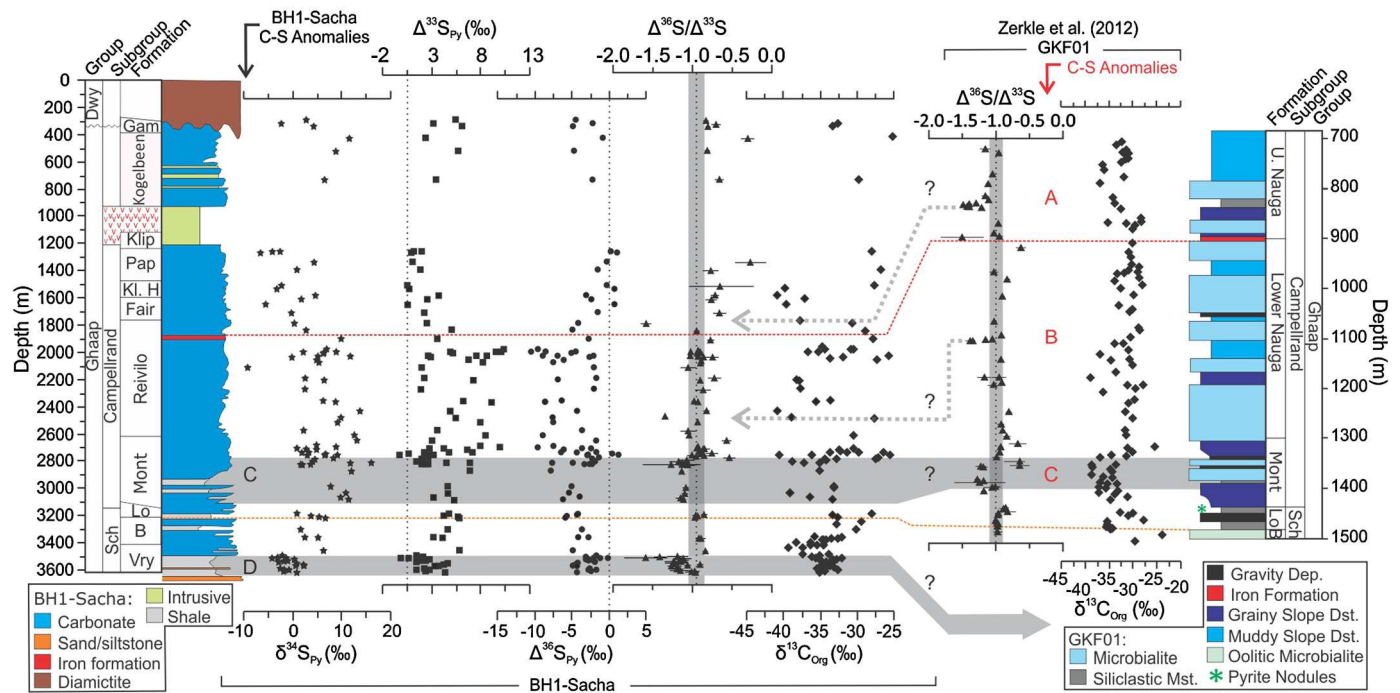 BH1-Sacha
C-S Anomalies
Δ³³S_Py (‰)
-2 3 8 13
Δ³⁶S/Δ³³S
-2.0 -1.5 -1.0 -0.5 0.0
Zerkle et al. (2012)
GKF01
C-S Anomalies
Δ³⁶S/Δ³³S
2.0 -1.5 -1.0 -0.5 0.0
Group
Subgroup
Formation
Formation
Subgroup
Group
Depth (m)
0
200
400
600
800
1000
1200
1400
1600
1800
2000
2200
2400
2600
2800
3000
3200
3400
3600
Dwy
Ghaap
Campellrand
Sch
Gam
Kogelbeen
Klip
Pap
Kl. H
Fair
Reivilo
Mont
Lo
B
Vry
C
D
?
?
?
?
A
B
C
700
800
900
1000
1100
1200
1300
1400
1500
Depth (m)
U. Nauga
Lower Nauga
Mont
Lo
B
Campellrand
Sch
Ghaap
BH1-Sacha:
Carbonate
Sand/siltstone
Iron formation
Diamictite
Intrusive
Shale
-10 0 10 20
δ³⁴S_Py (‰)
-15 -10 -5 0 5
Δ³⁶S_Py (‰)
-45 -40 -35 -30 -25
δ¹³C_Org (‰)
BH1-Sacha
-45 -40 -35 -30 -25 -20
δ¹³C_Org (‰)
GKF01:
Microbialite
Siliclastic Mst.
Gravity Dep.
Iron Formation
Grainy Slope Dst.
Muddy Slope Dst.
Oolitic Microbialite
* Pyrite Nodules